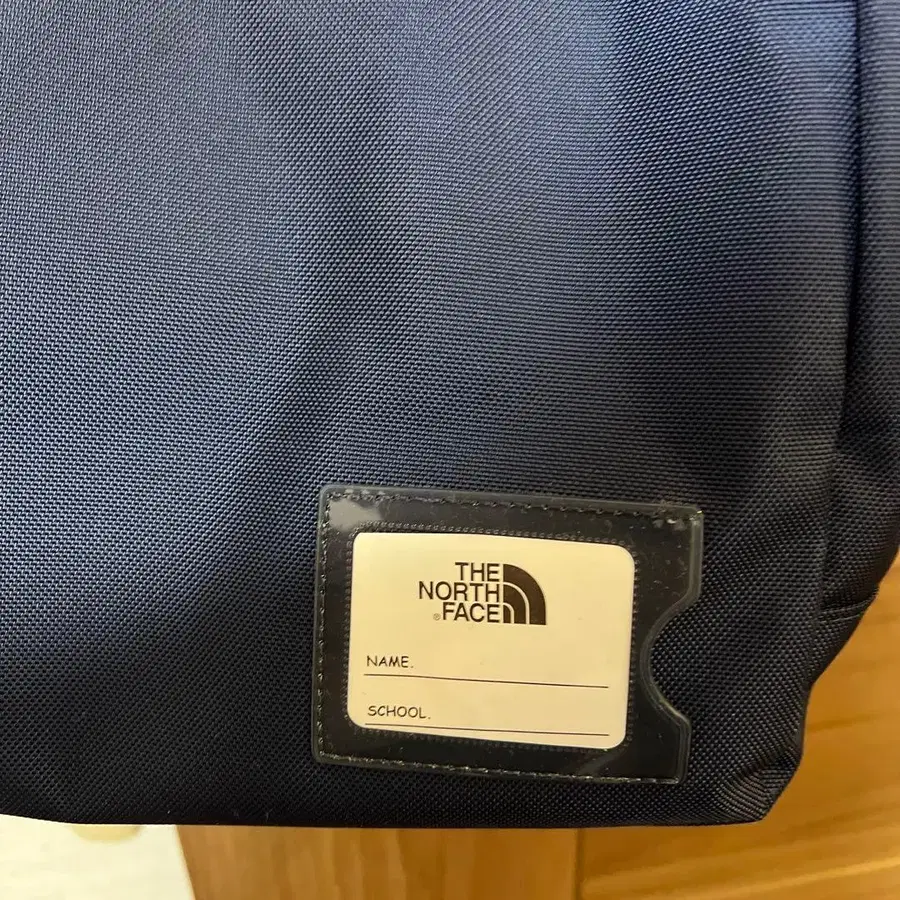 THE
NORTH
®FACE
NAME.
SCHOOL.